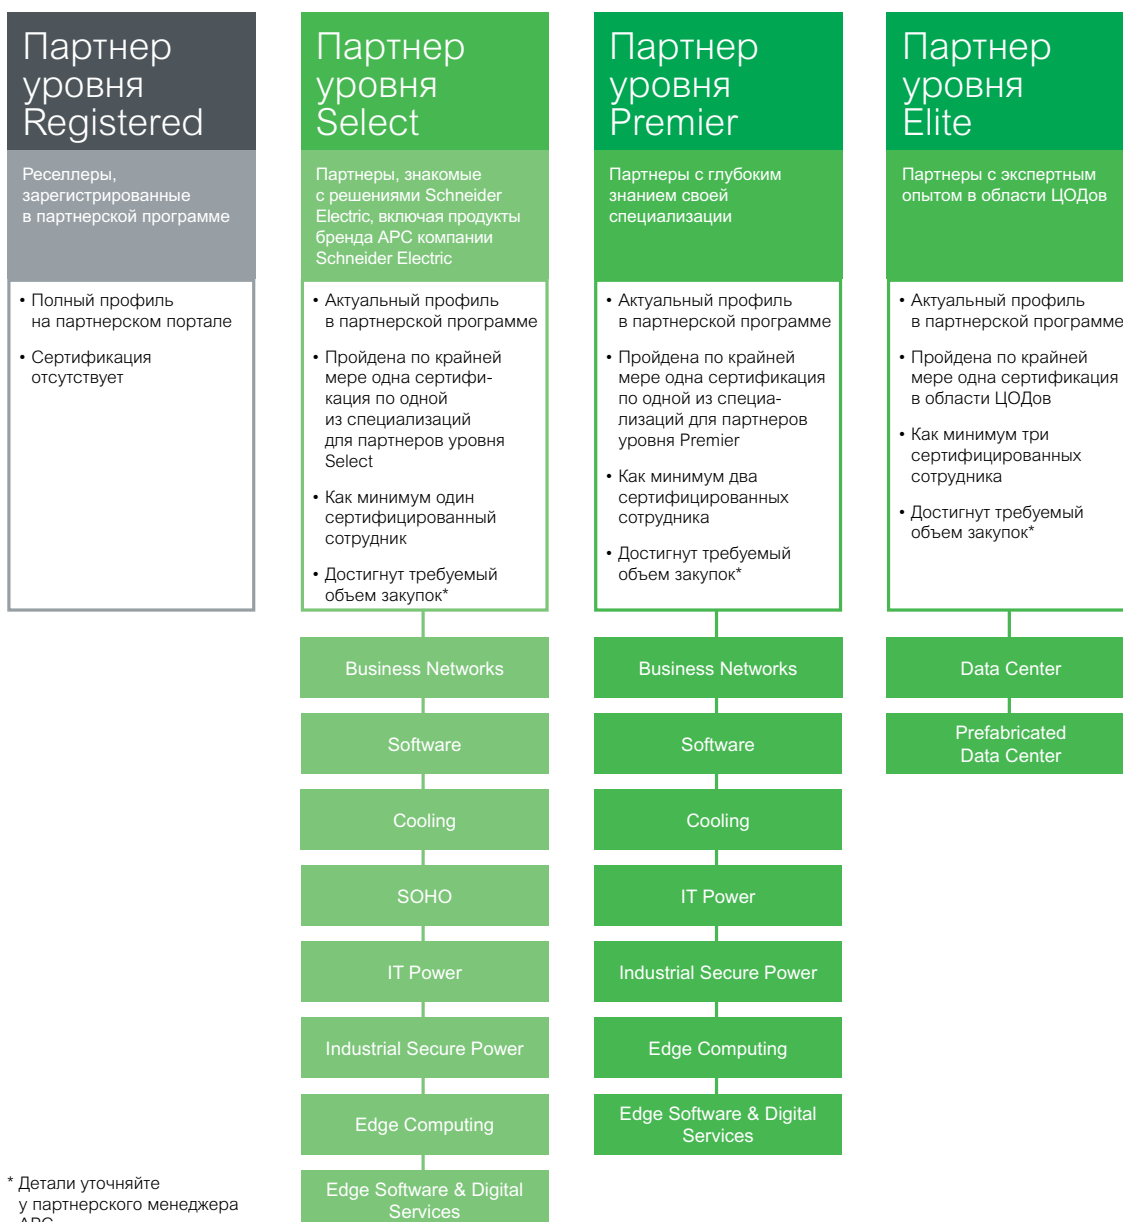 Партнер
уровня
Registered
Реселлеры,
зарегистрированные
в партнерской программе
• Полный профиль
на партнерском портале
• Сертификация
отсутствует
Партнер
уровня
Select
Партнеры, знакомые
с решениями Schneider
Electric, включая продукты
бренда APC компании
Schneider Electric
• Актуальный профиль
в партнерской программе
• Пройдена по крайней
мере одна сертифи-
кация по одной
из специализаций
для партнеров уровня
Select
• Как минимум один
сертифицированный
сотрудник
• Достигнут требуемый
объем закупок*
Business Networks
Software
Cooling
SOHO
IT Power
Industrial Secure Power
Edge Computing
Edge Software & Digital
Services
Партнер
уровня
Premier
Партнеры с глубоким
знанием своей
специализации
• Актуальный профиль
в партнерской программе
• Пройдена по крайней
мере одна сертификация
по одной из специа-
лизаций для партнеров
уровня Premier
• Как минимум два
сертифицированных
сотрудника
• Достигнут требуемый
объем закупок*
Business Networks
Software
Cooling
IT Power
Industrial Secure Power
Edge Computing
Edge Software & Digital
Services
Партнер
уровня
Elite
Партнеры с экспертным
опытом в области ЦОДов
• Актуальный профиль
в партнерской программе
• Пройдена по крайней
мере одна сертификация
в области ЦОДов
• Как минимум три
сертифицированных
сотрудника
• Достигнут требуемый
объем закупок*
Data Center
Prefabricated
Data Center
* Детали уточняйте
у партнерского менеджера
APC